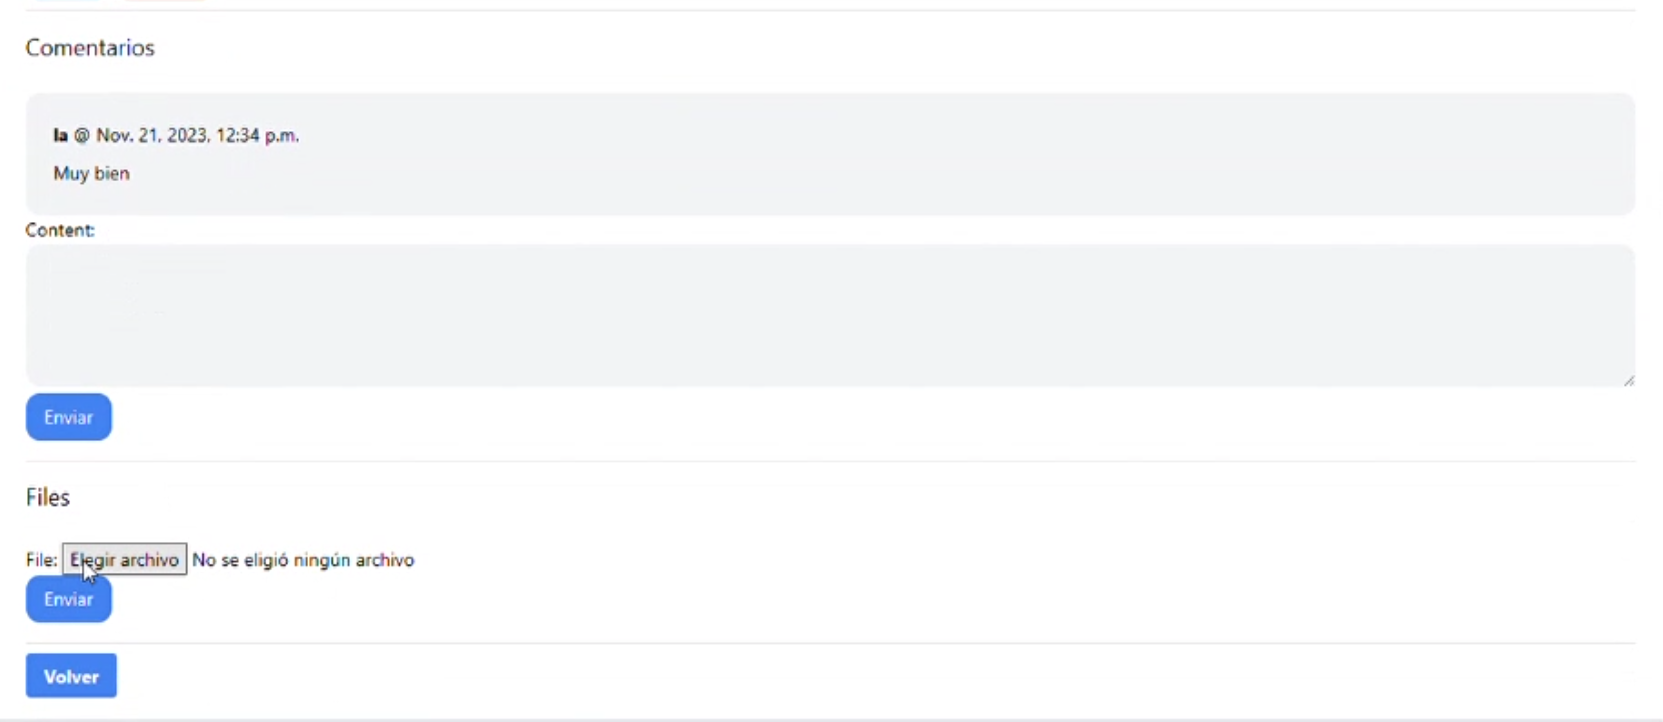 Comentarios
la @ Nov. 21, 2023, 12:34 p.m.
Muy bien
Content:
Enviar
Files
File: Elegir archivo No se eligió ningún archivo
Enviar
Volver